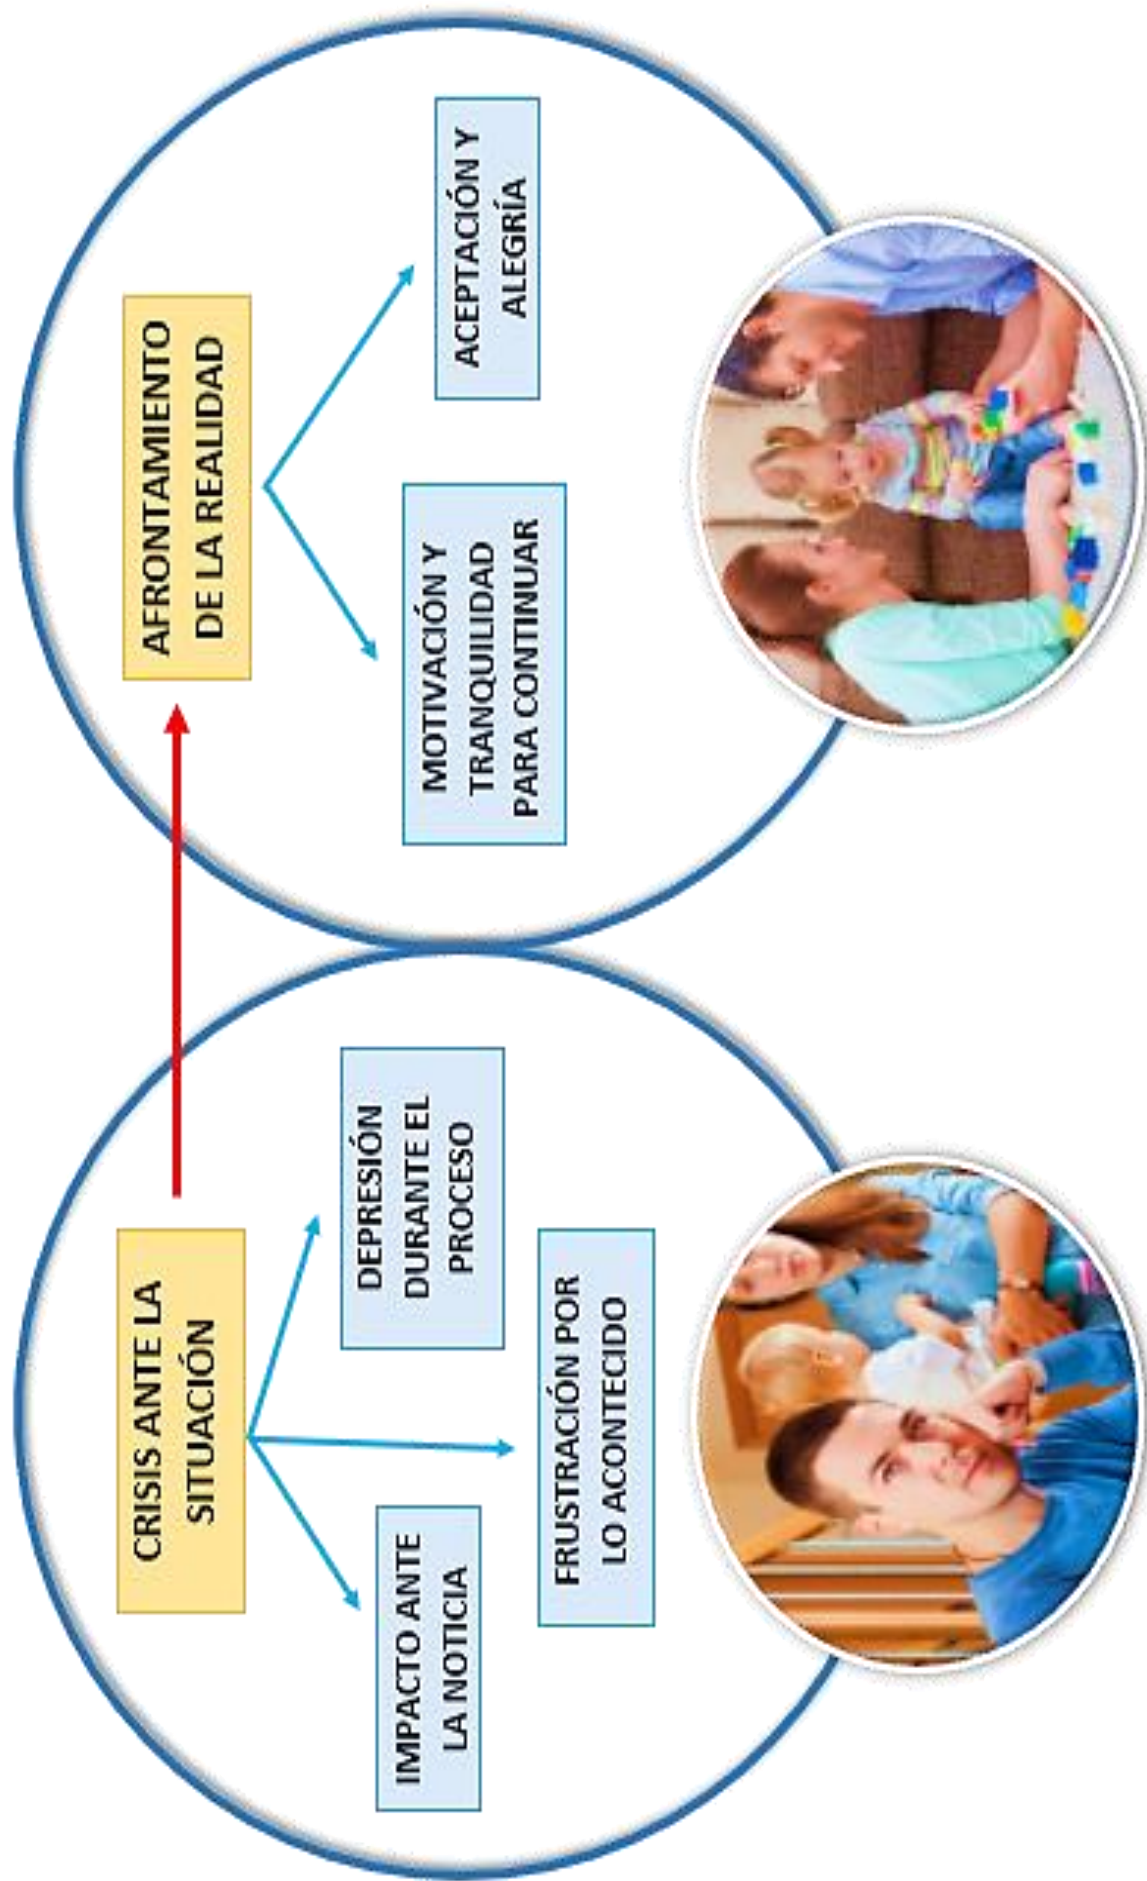 CRISIS ANTE LA
SITUACIÓN
IMPACTO ANTE
LA NOTICIA
FRUSTRACIÓN POR
LO ACONTECIDO
DEPRESIÓN
DURANTE EL
PROCESO
AFRONTAMIENTO
DE LA REALIDAD
MOTIVACIÓN Y
TRANQUILIDAD
PARA CONTINUAR
ACEPTACIÓN Y
ALEGRÍA